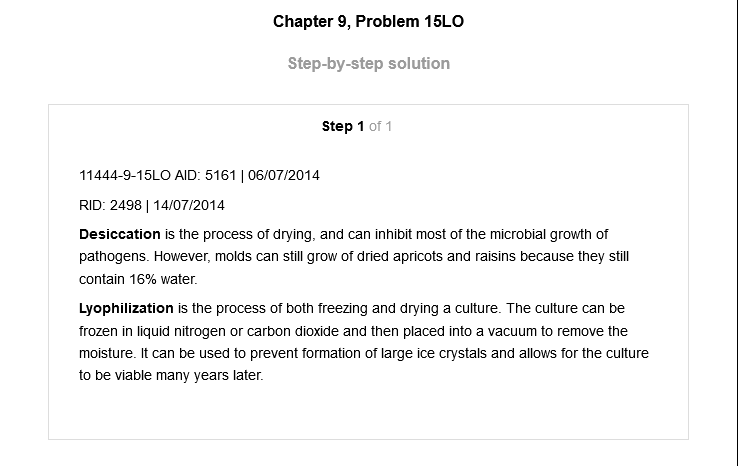 Chapter 9, Problem 15LO
Step-by-step solution
Step 1 of 1
11444-9-15LO AID: 5161 | 06/07/2014
RID: 2498 | 14/07/2014
Desiccation is the process of drying, and can inhibit most of the microbial growth of
pathogens. However, molds can still grow of dried apricots and raisins because they still
contain 16% water.
Lyophilization is the process of both freezing and drying a culture. The culture can be
frozen in liquid nitrogen or carbon dioxide and then placed into a vacuum to remove the
moisture. It can be used to prevent formation of large ice crystals and allows for the culture
to be viable many years later.